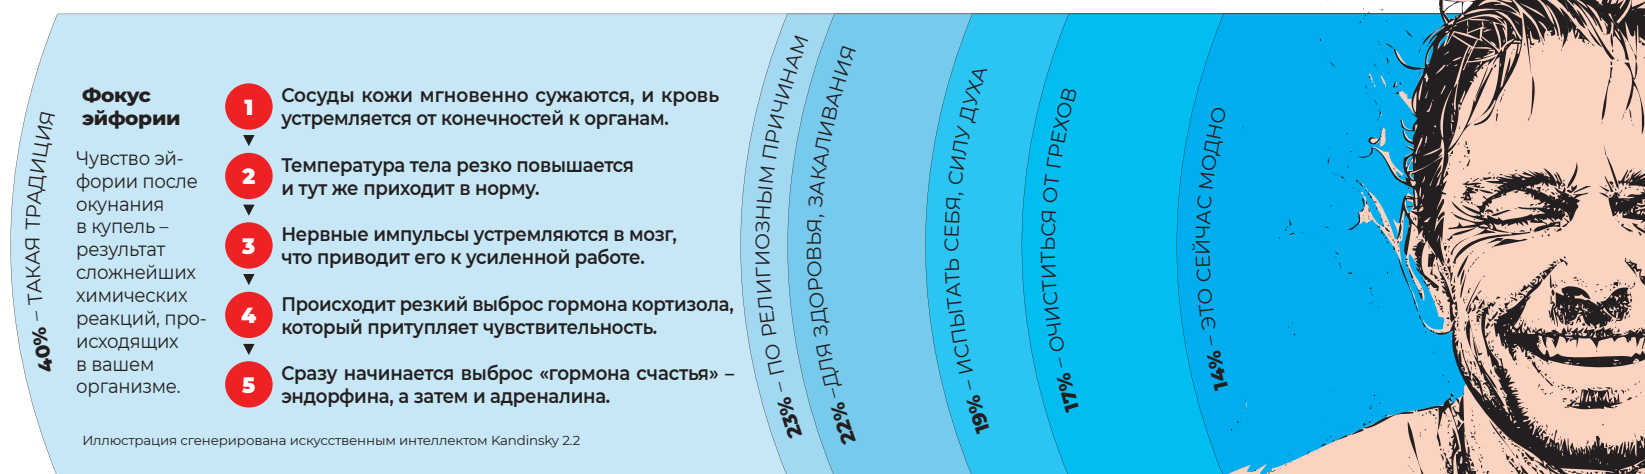 40% – ТАКАЯ ТРАДИЦИЯ
Фокус
эйфории
Чувство эй-
фории после
окунания
в купель –
результат
сложнейших
химических
реакций, про-
исходящих
в вашем
организме.
1
Сосуды кожи мгновенно сужаются, и кровь
устремляется от конечностей к органам.
2
Температура тела резко повышается
и тут же приходит в норму.
3
Нервные импульсы устремляются в мозг,
что приводит его к усиленной работе.
4
Происходит резкий выброс гормона кортизола,
который притупляет чувствительность.
5
Сразу начинается выброс «гормона счастья» –
эндорфина, а затем и адреналина.
Иллюстрация сгенерирована искусственным интеллектом Kandinsky 2.2
23% – ПО РЕЛИГИОЗНЫМ ПРИЧИНАМ
22% –ДЛЯ ЗДОРОВЬЯ, ЗАКАЛИВАНИЯ
19% – ИСПЫТАТЬ СЕБЯ, СИЛУ ДУХА
17% – ОЧИСТИТЬСЯ ОТ ГРЕХОВ
14% – ЭТО СЕЙЧАС МОДНО